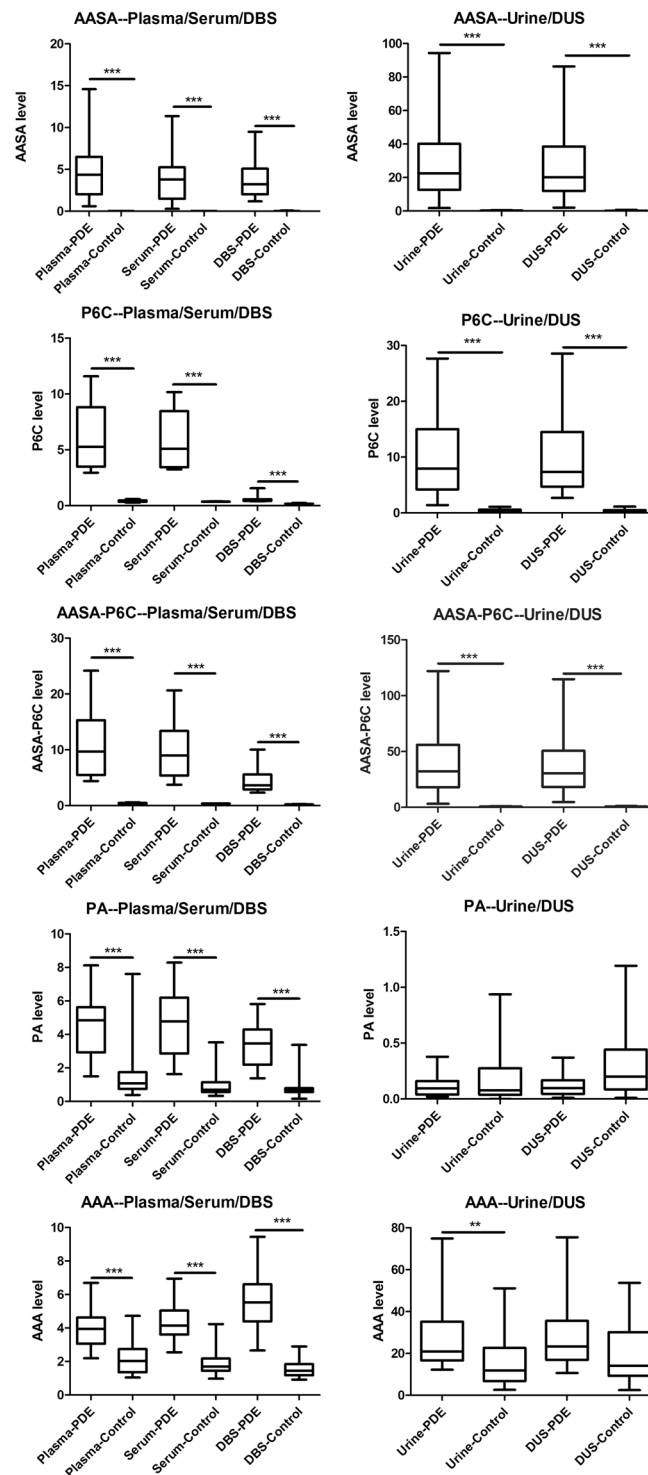 AASA--Plasma/Serum/DBS
AASA level
20
15
10
5
0
***
***
***
Plasma-PDE
Plasma-Control
Serum-PDE
Serum-Control
DBS-PDE
DBS-Control
AASA--Urine/DUS
AASA level
100
80
60
40
20
0
***
***
Urine-PDE
Urine-Control
DUS-PDE
DUS-Control
P6C--Plasma/Serum/DBS
P6C level
15
10
5
0
***
***
***
Plasma-PDE
Plasma-Control
Serum-PDE
Serum-Control
DBS-PDE
DBS-Control
P6C--Urine/DUS
P6C level
30
20
10
0
***
***
Urine-PDE
Urine-Control
DUS-PDE
DUS-Control
AASA-P6C--Plasma/Serum/DBS
AASA-P6C level
30
20
10
0
***
***
***
Plasma-PDE
Plasma-Control
Serum-PDE
Serum-Control
DBS-PDE
DBS-Control
AASA-P6C--Urine/DUS
AASA-P6C level
150
100
50
0
***
***
Urine-PDE
Urine-Control
DUS-PDE
DUS-Control
PA--Plasma/Serum/DBS
PA level
10
8
6
4
2
0
***
***
***
Plasma-PDE
Plasma-Control
Serum-PDE
Serum-Control
DBS-PDE
DBS-Control
PA--Urine/DUS
PA level
1.5
1.0
0.5
0.0
Urine-PDE
Urine-Control
DUS-PDE
DUS-Control
AAA--Plasma/Serum/DBS
AAA level
10
8
6
4
2
0
***
***
***
Plasma-PDE
Plasma-Control
Serum-PDE
Serum-Control
DBS-PDE
DBS-Control
AAA--Urine/DUS
AAA level
80
60
40
20
0
**
Urine-PDE
Urine-Control
DUS-PDE
DUS-Control